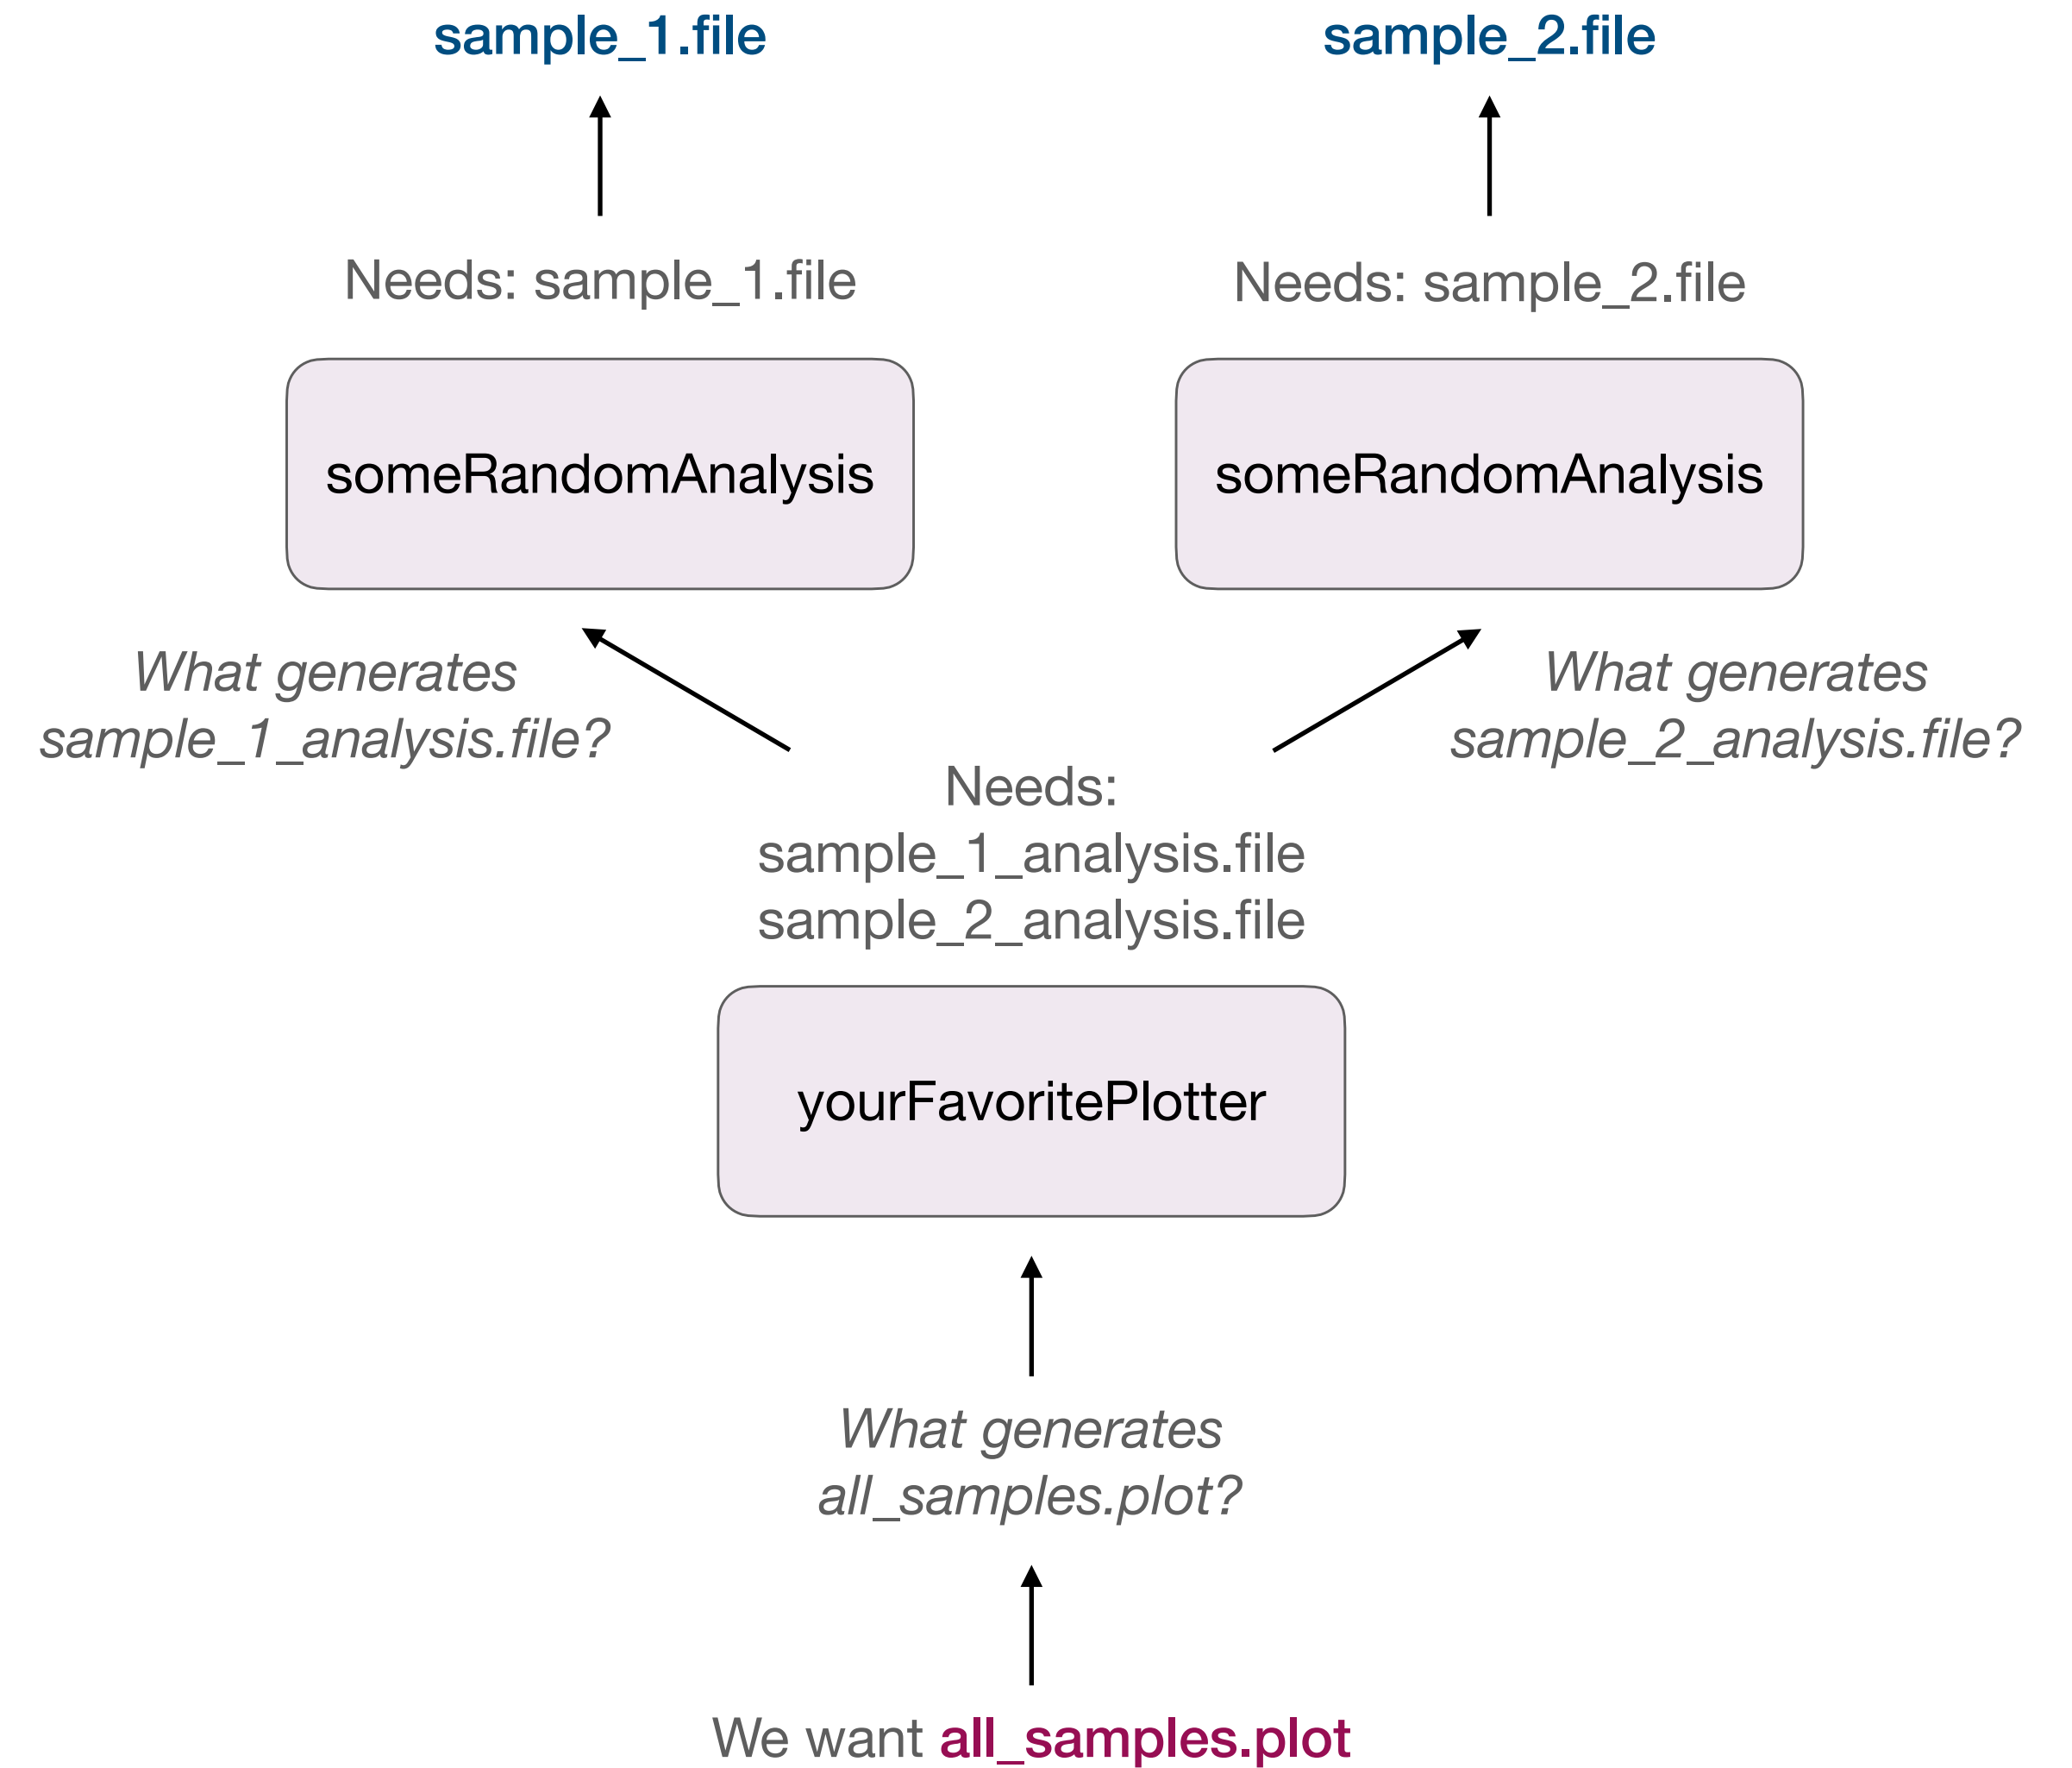 sample_1.file
sample_2.file
Needs: sample_1.file
Needs: sample_2.file
someRandomAnalysis
someRandomAnalysis
What generates
sample_1_analysis.file?
What generates
sample_2_analysis.file?
Needs:
sample_1_analysis.file
sample_2_analysis.file
yourFavoritePlotter
What generates
all_samples.plot?
We want all_samples.plot